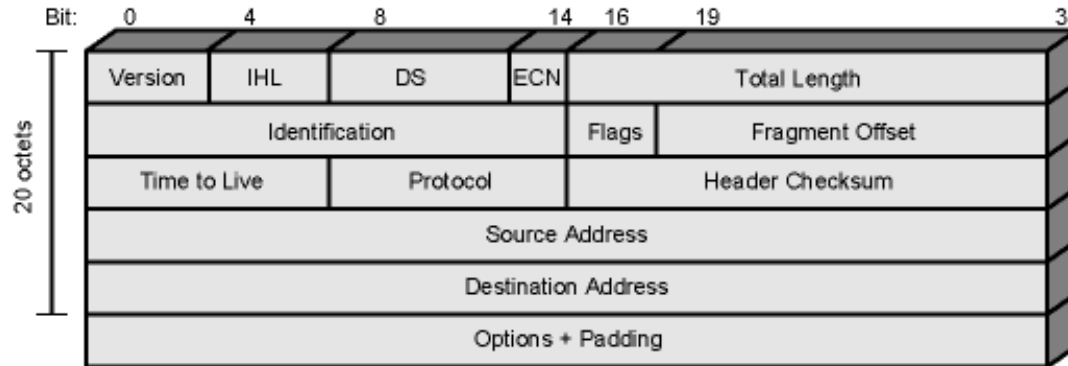 Bit: 0 4 8 14 16 19 3
Version IHL DS ECN Total Length
Identification Flags Fragment Offset
Time to Live Protocol Header Checksum
Source Address
Destination Address
Options + Padding
20 octets